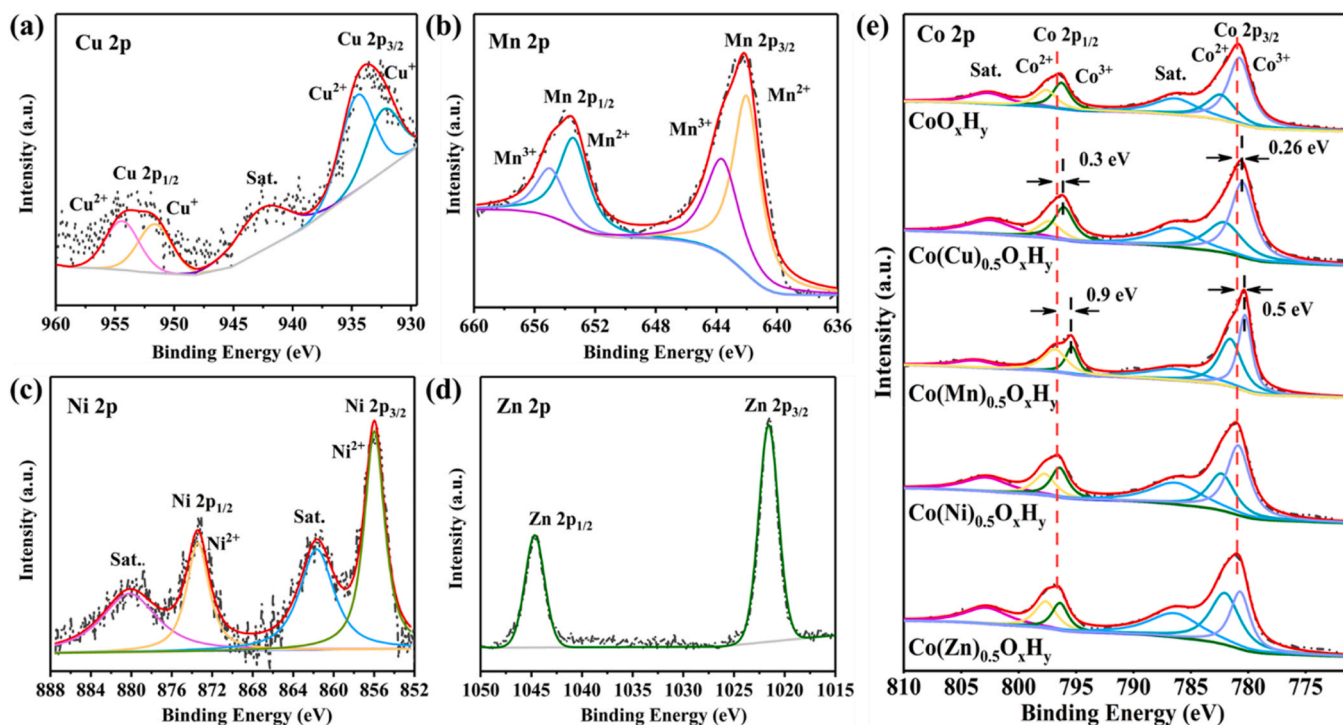 (a)
Cu 2p
Cu 2p3/2
Cu2+
Cu+
Cu 2p1/2
Cu2+
Cu+
Sat.
Intensity (a.u.)
960 955 950 945 940 935 930
Binding Energy (eV)
(b)
Mn 2p
Mn 2p3/2
Mn2+
Mn 2p1/2
Mn3+
Mn3+
Mn2+
Intensity (a.u.)
660 652 648 644 640 636
Binding Energy (eV)
(c)
Ni 2p
Ni 2p3/2
Ni2+
Ni 2p1/2
Ni2+
Sat.
Sat.
Intensity (a.u.)
888 884 880 876 872 868 864 860 856 852
Binding Energy (eV)
(d)
Zn 2p
Zn 2p3/2
Zn 2p1/2
Intensity (a.u.)
1050 1045 1040 1035 1030 1025 1020 1015
Binding Energy (eV)
(e)
Co 2p
Co 2p1/2
Co 2p3/2
Sat.
Co2+
Co3+
Sat.
Co2+
Co3+
CoOxHy
0.3 eV
0.26 eV
Co(Cu)0.5OxHy
0.9 eV
0.5 eV
Co(Mn)0.5OxHy
Co(Ni)0.5OxHy
Co(Zn)0.5OxHy
Intensity (a.u.)
810 805 800 795 790 785 780 775
Binding Energy (eV)